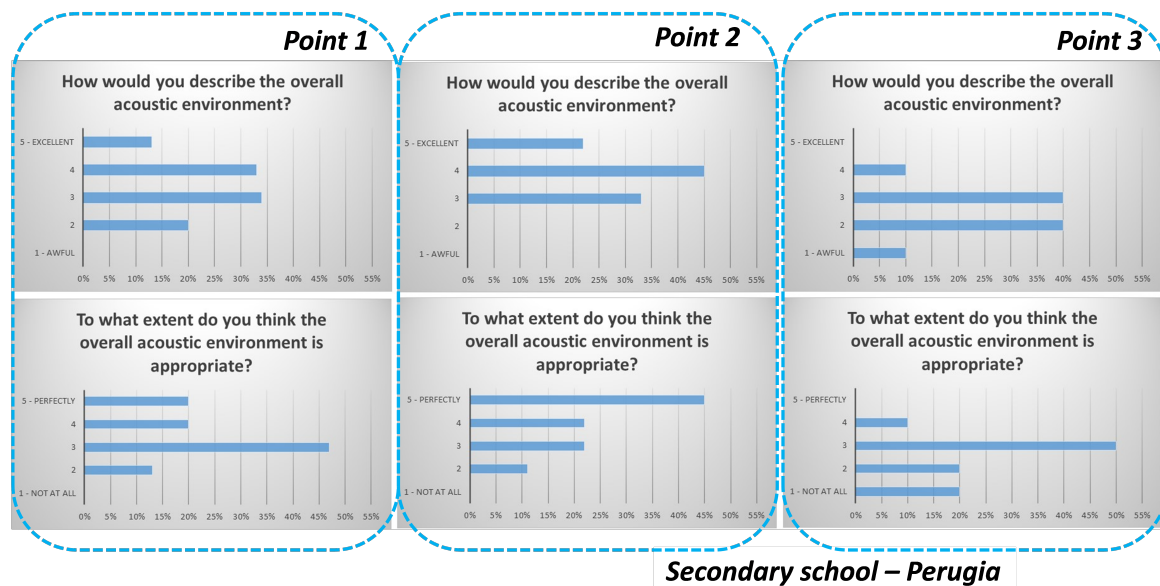 Point 1
How would you describe the overall
acoustic environment?
5 - EXCELLENT
4
3
2
1 - AWFUL
0% 5% 10% 15% 20% 25% 30% 35% 40% 45% 50% 55%
To what extent do you think the
overall acoustic environment is
appropriate?
5 - PERFECTLY
4
3
2
1 - NOT AT ALL
0% 5% 10% 15% 20% 25% 30% 35% 40% 45% 50% 55%
Point 2
How would you describe the overall
acoustic environment?
5 - EXCELLENT
4
3
2
1 - AWFUL
0% 5% 10% 15% 20% 25% 30% 35% 40% 45% 50% 55%
To what extent do you think the
overall acoustic environment is
appropriate?
5 - PERFECTLY
4
3
2
1 - NOT AT ALL
0% 5% 10% 15% 20% 25% 30% 35% 40% 45% 50% 55%
Point 3
How would you describe the overall
acoustic environment?
5 - EXCELLENT
4
3
2
1 - AWFUL
0% 5% 10% 15% 20% 25% 30% 35% 40% 45% 50% 55%
To what extent do you think the
overall acoustic environment is
appropriate?
5 - PERFECTLY
4
3
2
1 - NOT AT ALL
0% 5% 10% 15% 20% 25% 30% 35% 40% 45% 50% 55%
Secondary school – Perugia